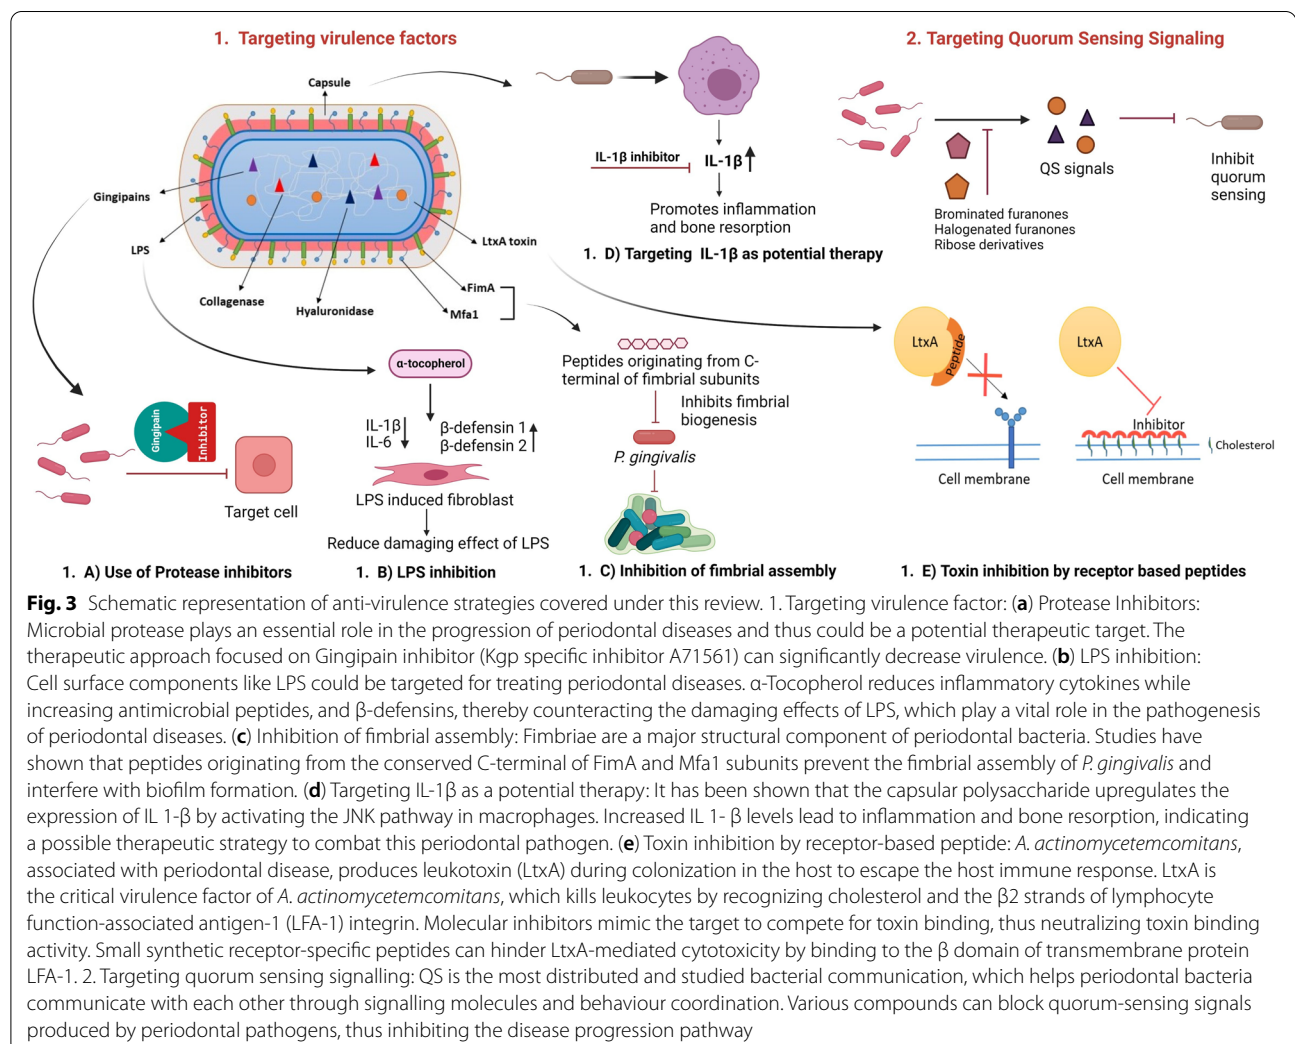 1. Targeting virulence factors
2. Targeting Quorum Sensing Signaling
Capsule
Gingipains
LPS
Collagenase
Hyaluronidase
LtxA toxin
FimA
Mfa1
IL-1β inhibitor
IL-1β
Promotes inflammation
and bone resorption
1. D) Targeting IL-1β as potential therapy
QS signals
Inhibit
quorum
sensing
Brominated furanones
Halogenated furanones
Ribose derivatives
Gingipain
Inhibitor
Target cell
1. A) Use of Protease inhibitors
α-tocopherol
IL-1β
IL-6
β-defensin 1
β-defensin 2
LPS induced fibroblast
Reduce damaging effect of LPS
1. B) LPS inhibition
Peptides originating from C-
terminal of fimbrial subunits
Inhibits fimbrial
biogenesis
P. gingivalis
1. C) Inhibition of fimbrial assembly
LtxA
Peptide
Cell membrane
LtxA
Inhibitor
Cholesterol
Cell membrane
1. E) Toxin inhibition by receptor based peptides
Fig. 3 Schematic representation of anti-virulence strategies covered under this review. 1. Targeting virulence factor: (a) Protease Inhibitors:
Microbial protease plays an essential role in the progression of periodontal diseases and thus could be a potential therapeutic target. The
therapeutic approach focused on Gingipain inhibitor (Kgp specific inhibitor A71561) can significantly decrease virulence. (b) LPS inhibition:
Cell surface components like LPS could be targeted for treating periodontal diseases. α-Tocopherol reduces inflammatory cytokines while
increasing antimicrobial peptides, and β-defensins, thereby counteracting the damaging effects of LPS, which play a vital role in the pathogenesis
of periodontal diseases. (c) Inhibition of fimbrial assembly: Fimbriae are a major structural component of periodontal bacteria. Studies have
shown that peptides originating from the conserved C-terminal of FimA and Mfa1 subunits prevent the fimbrial assembly of P. gingivalis and
interfere with biofilm formation. (d) Targeting IL-1β as a potential therapy: It has been shown that the capsular polysaccharide upregulates the
expression of IL 1-β by activating the JNK pathway in macrophages. Increased IL 1- β levels lead to inflammation and bone resorption, indicating
a possible therapeutic strategy to combat this periodontal pathogen. (e) Toxin inhibition by receptor-based peptide: A. actinomycetemcomitans,
associated with periodontal disease, produces leukotoxin (LtxA) during colonization in the host to escape the host immune response. LtxA is
the critical virulence factor of A. actinomycetemcomitans, which kills leukocytes by recognizing cholesterol and the β2 strands of lymphocyte
function-associated antigen-1 (LFA-1) integrin. Molecular inhibitors mimic the target to compete for toxin binding, thus neutralizing toxin binding
activity. Small synthetic receptor-specific peptides can hinder LtxA-mediated cytotoxicity by binding to the β domain of transmembrane protein
LFA-1. 2. Targeting quorum sensing signalling: QS is the most distributed and studied bacterial communication, which helps periodontal bacteria
communicate with each other through signalling molecules and behaviour coordination. Various compounds can block quorum-sensing signals
produced by periodontal pathogens, thus inhibiting the disease progression pathway